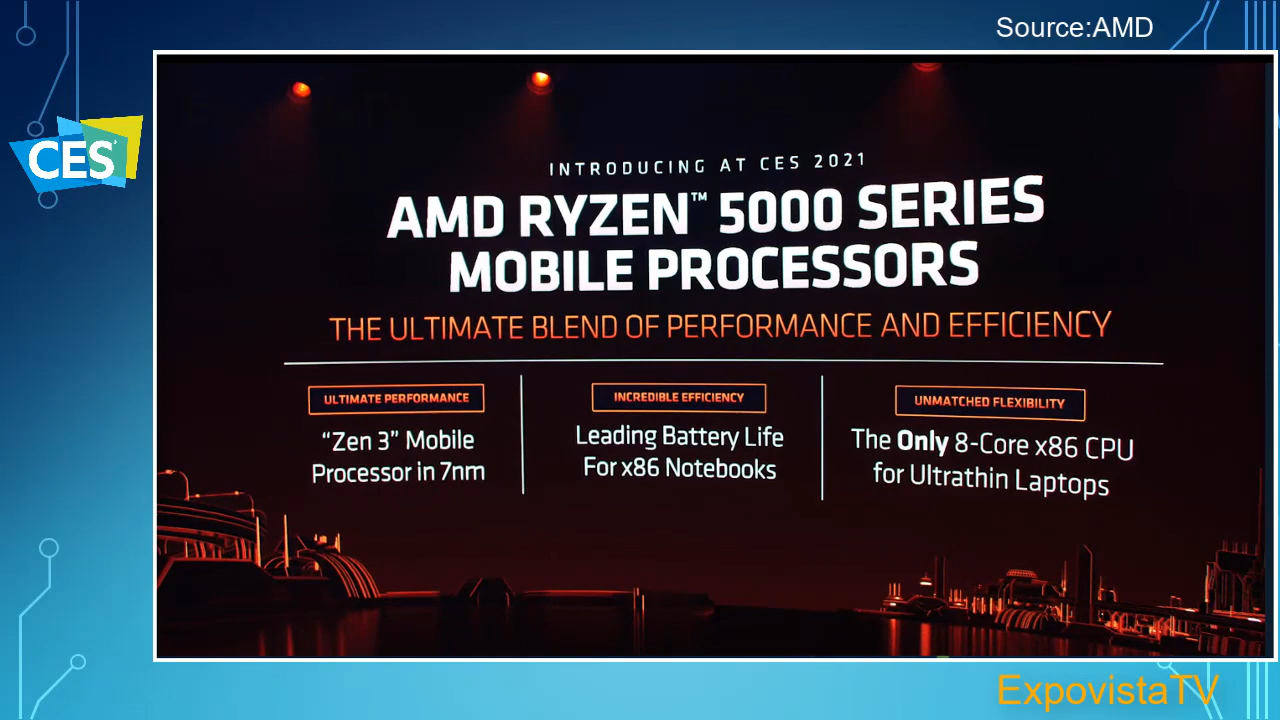 Source:AMD
CES
INTRODUCING AT CES 2021
AMD RYZEN™ 5000 SERIES
MOBILE PROCESSORS
THE ULTIMATE BLEND OF PERFORMANCE AND EFFICIENCY
ULTIMATE PERFORMANCE
“Zen 3” Mobile
Processor in 7nm
INCREDIBLE EFFICIENCY
Leading Battery Life
For x86 Notebooks
UNMATCHED FLEXIBILITY
The Only 8-Core x86 CPU
for Ultrathin Laptops
ExpovistaTV